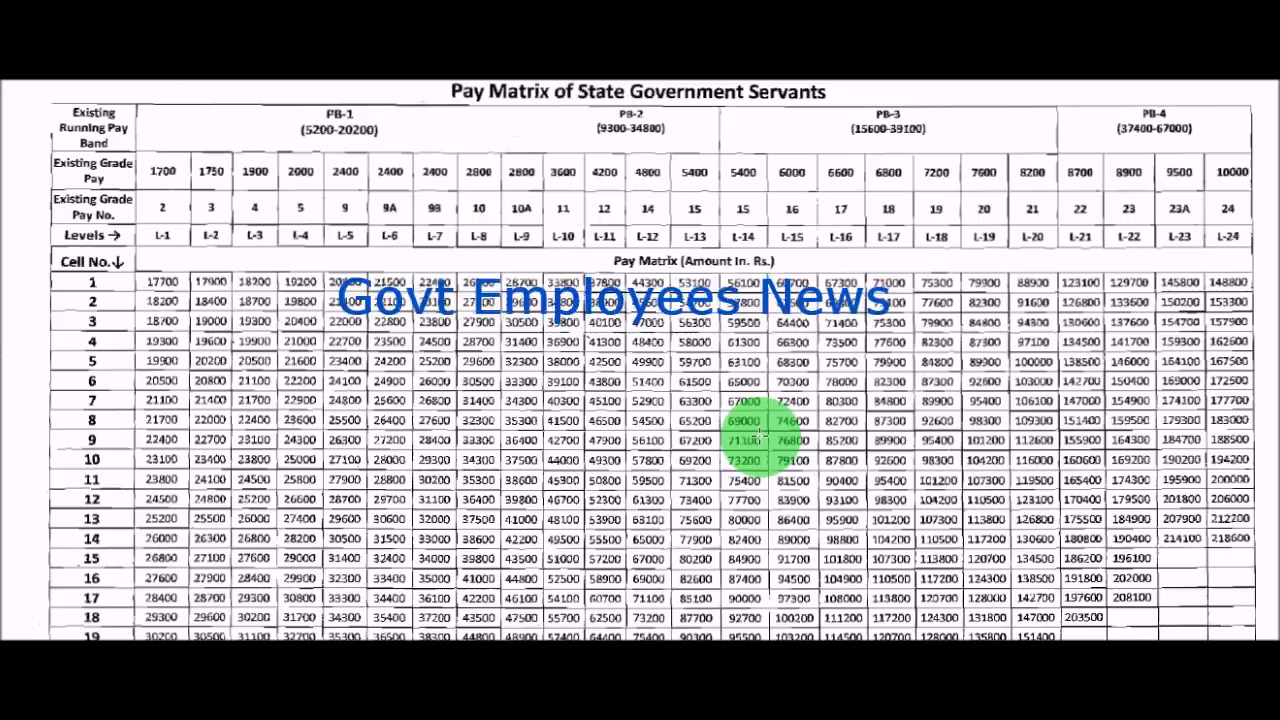 Pay Matrix of State Government Servants
Existing Running Pay Band PB-1 (5200-20200) PB-2 (9300-34800) PB-3 (15600-39100) PB-4 (37400-67000)
Existing Grade Pay 1700 1750 1900 2000 2400 2400 2400 2800 2800 3600 4200 4800 5400 5400 6000 6600 6800 7200 7600 8200 8700 8900 9500 10000
Existing Grade Pay No. 2 3 4 5 9 9A 9B 10 10A 11 12 14 15 15 16 17 18 19 20 21 22 23 23A 24
Levels → L-1 L-2 L-3 L-4 L-5 L-6 L-7 L-8 L-9 L-10 L-11 L-12 L-13 L-14 L-15 L-16 L-17 L-18 L-19 L-20 L-21 L-22 L-23 L-24
Cell No.↓ Pay Matrix (Amount In. Rs.)
1 17700 17900 18200 19200 21500 22400 28700 33800 37800 44300 53100 56100 67300 71000 75300 79900 88900 123100 129700 145800 148800
Govt Employees News
2 18200 18400 18700 19800 77600 82300 91600 126800 133600 150200 153300
3 18700 19000 19300 20400 22000 22800 23800 27900 30500 35800 40100 47000 56300 59500 64400 71400 75300 79900 84800 94300 130600 137600 154700 157900
4 19300 19600 19900 21000 22700 23500 24500 28700 31400 36900 41300 48400 58000 61300 66300 73500 77600 82300 87300 97100 134500 141700 159300 162600
5 19900 20200 20500 21600 23400 24200 25200 29600 32300 38000 42500 49900 59700 63100 68300 75700 79900 84800 89900 100000 138500 146000 164100 167500
6 20500 20800 21100 22200 24100 24900 26000 30500 33300 39100 43800 51400 61500 65000 70300 78000 82300 87300 92600 103000 142700 150400 169000 172500
7 21100 21400 21700 22900 24800 25600 26800 31400 34300 40300 45100 52900 63300 67000 72400 80300 84800 89900 95400 106100 147000 154900 174100 177700
8 21700 22000 22400 23600 25500 26400 27600 32300 35300 41500 46500 54500 65200 69000 74600 82700 87300 92600 98300 109300 151400 159500 179300 183000
9 22400 22700 23100 24300 26300 27200 28400 33300 36400 42700 47900 56100 67200 71100 76800 85200 89900 95400 101200 112600 155900 164300 184700 188500
10 23100 23400 23800 25000 27100 28000 29300 34300 37500 44000 49300 57800 69200 73200 79100 87800 92600 98300 104200 116000 160600 169200 190200 194200
11 23800 24100 24500 25800 27900 28800 30200 35300 38600 45300 50800 59500 71300 75400 81500 90400 95400 101200 107300 119500 165400 174300 195900 200000
12 24500 24800 25200 26600 28700 29700 31100 36400 39800 46700 52300 61300 73400 77700 83900 93100 98300 104200 110500 123100 170400 179500 201800 206000
13 25200 25500 26000 27400 29600 30600 32000 37500 41000 48100 53900 63100 75600 80000 86400 95900 101200 107300 113800 126800 175500 184900 207900 212200
14 26000 26300 26800 28200 30500 31500 33000 38600 42200 49500 55500 65000 77900 82400 89000 98800 104200 110500 117200 130600 180800 190400 214100 218600
15 26800 27100 27600 29000 31400 32400 34000 39800 43500 51000 57200 67000 80200 84900 91700 101800 107300 113800 120700 134500 186200 196100
16 27600 27900 28400 29900 32300 33400 35000 41000 44800 52500 58900 69000 82600 87400 94500 104900 110500 117200 124300 138500 191800 202000
17 28400 28700 29300 30800 33300 34400 36100 42200 46100 54100 60700 71100 85100 90000 97300 108000 113800 120700 128000 142700 197600 208100
18 29300 29600 30200 31700 34300 35400 37200 43500 47500 55700 62500 73200 87700 92700 100200 111200 117200 124300 131800 147000 203500
19 30200 30500 31100 32700 35300 36500 38300 44800 48900 57400 64400 75400 90300 95500 103200 114500 120700 128000 135800 151400